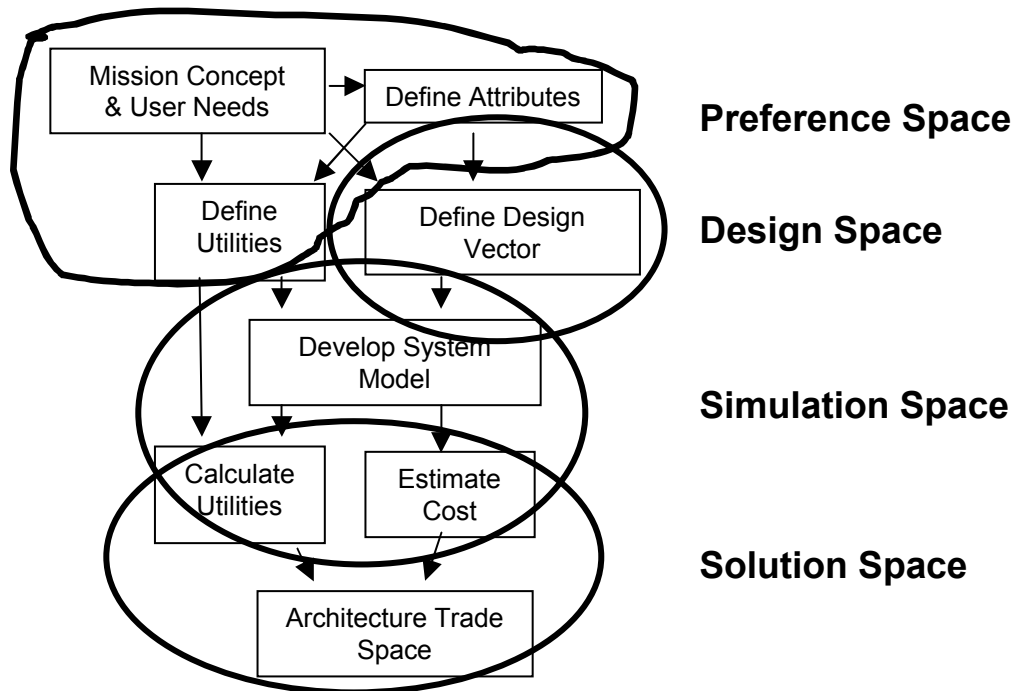 Mission Concept
& User Needs
Define Attributes
Preference Space
Define
Utilities
Define Design
Vector
Design Space
Develop System
Model
Simulation Space
Calculate
Utilities
Estimate
Cost
Solution Space
Architecture Trade
Space